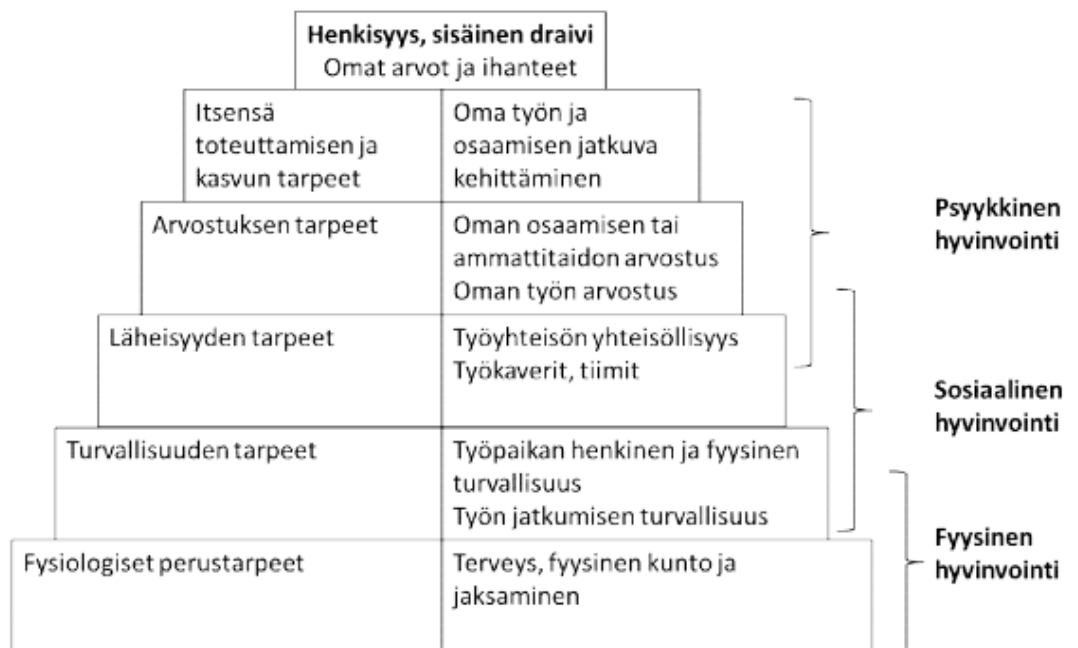 Henkisyys, sisäinen draivi
Omat arvot ja ihanteet
Itsensä
toteuttamisen ja
kasvun tarpeet
Oma työn ja
osaamisen jatkuva
kehittäminen
Arvostuksen tarpeet
Oman osaamisen tai
ammattitaidon arvostus
Oman työn arvostus
Psyykkinen
hyvinvointi
Läheisyyden tarpeet
Työyhteisön yhteisöllisyys
Työkaverit, tiimit
Sosiaalinen
hyvinvointi
Turvallisuuden tarpeet
Työpaikan henkinen ja fyysinen
turvallisuus
Työn jatkumisen turvallisuus
Fysiologiset perustarpeet
Terveys, fyysinen kunto ja
jaksaminen
Fyysinen
hyvinvointi